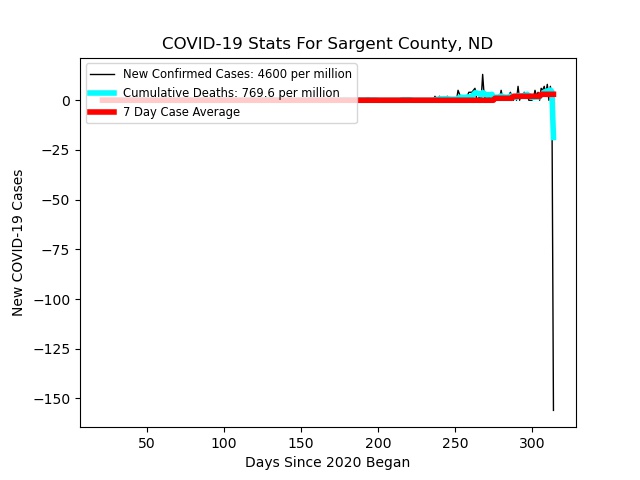 COVID-19 Stats For Sargent County, ND
New Confirmed Cases: 4600 per million
Cumulative Deaths: 769.6 per million
7 Day Case Average
New COVID-19 Cases
0
−25
−50
−75
−100
−125
−150
50 100 150 200 250 300
Days Since 2020 Began